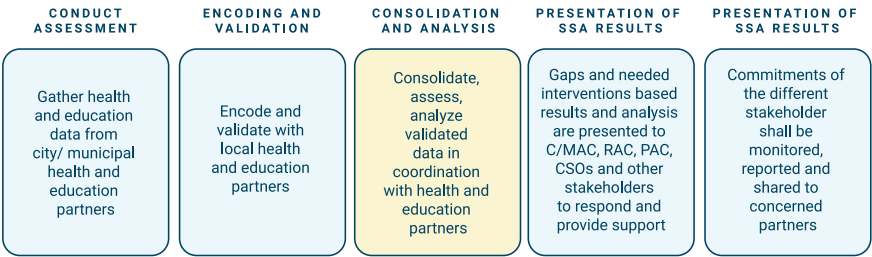 CONDUCT
ASSESSMENT
Gather health
and education
data from
city/ municipal
health and
education
partners
ENCODING AND
VALIDATION
Encode and
validate with
local health
and education
partners
CONSOLIDATION
AND ANALYSIS
Consolidate,
assess,
analyze
validated
data in
coordination
with health and
education
partners
PRESENTATION OF
SSA RESULTS
Gaps and needed
interventions based
results and analysis
are presented to
C/MAC, RAC, PAC,
CSOs and other
stakeholders
to respond and
provide support
PRESENTATION OF
SSA RESULTS
Commitments of
the different
stakeholder
shall be
monitored,
reported and
shared to
concerned
partners